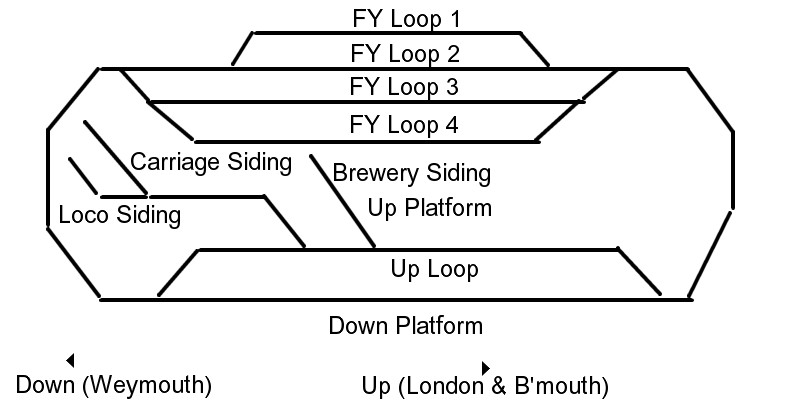 FY Loop 1
FY Loop 2
FY Loop 3
FY Loop 4
Carriage Siding
Brewery Siding
Loco Siding
Up Platform
Up Loop
Down Platform
Down (Weymouth)
Up (London & B'mouth)